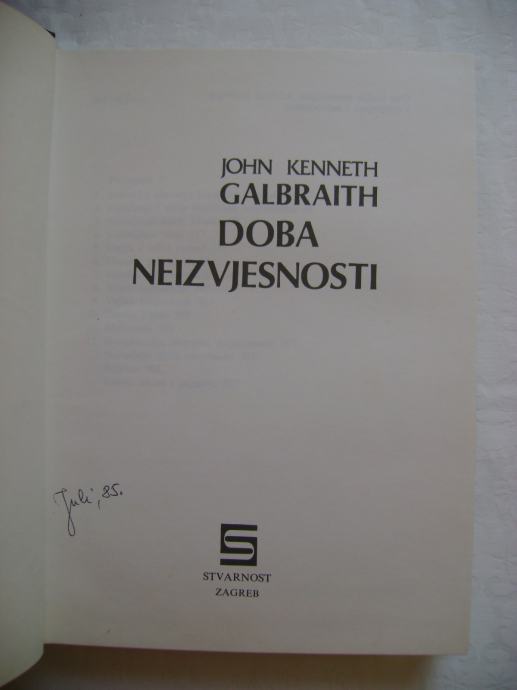 JOHN KENNETH
GALBRAITH
DOBA
NEIZVJESNOSTI
Juli, 85.
STVARNOST
ZAGREB